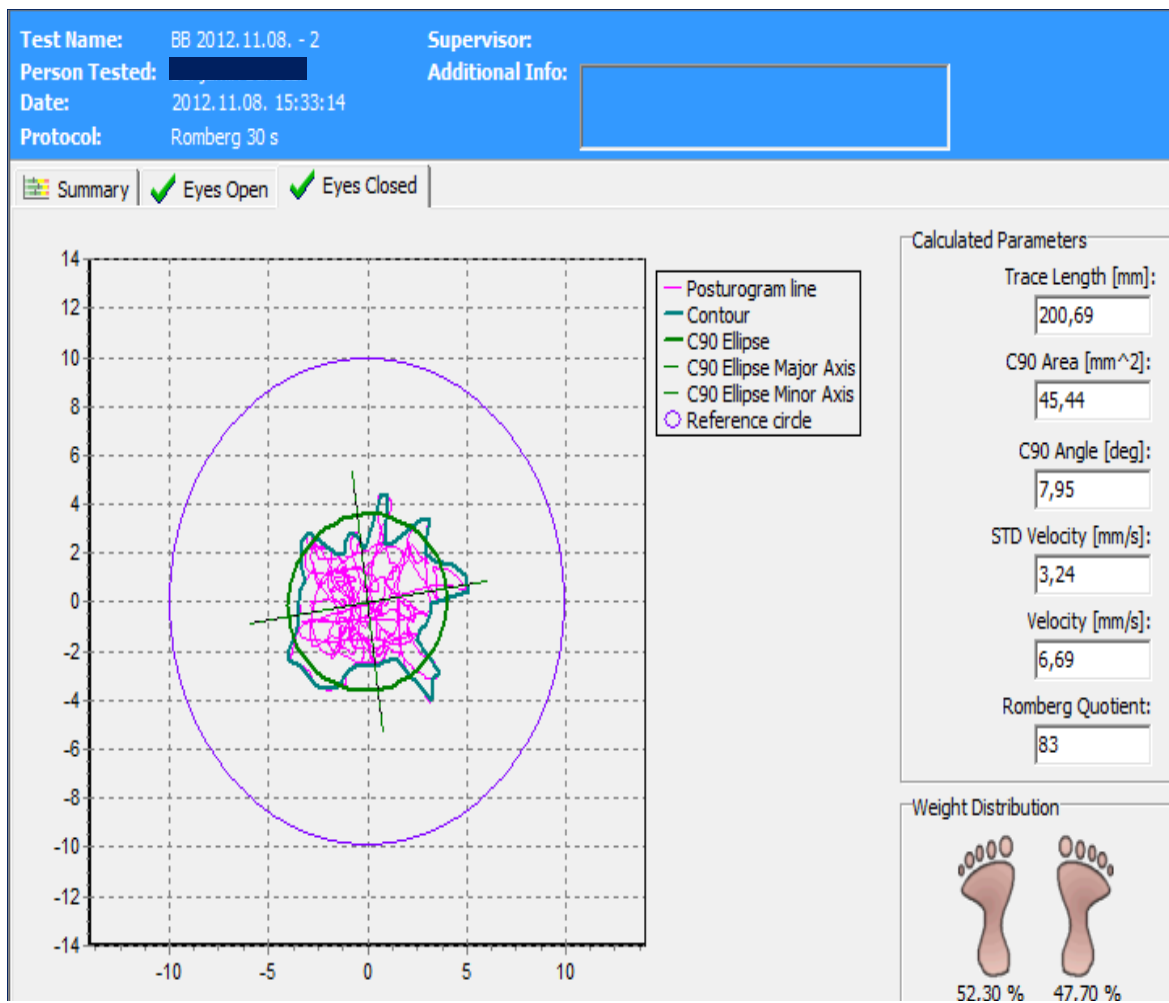 Test Name: BB 2012.11.08. - 2
Supervisor:
Person Tested:
Additional Info:
Date: 2012.11.08. 15:33:14
Protocol: Romberg 30 s
Summary
Eyes Open
Eyes Closed
14
12
10
8
6
4
2
0
-2
-4
-6
-8
-10
-12
-14
-10
-5
0
5
10
Posturogram line
Contour
C90 Ellipse
C90 Ellipse Major Axis
C90 Ellipse Minor Axis
Reference circle
Calculated Parameters
Trace Length [mm]:
200,69
C90 Area [mm^2]:
45,44
C90 Angle [deg]:
7,95
STD Velocity [mm/s]:
3,24
Velocity [mm/s]:
6,69
Romberg Quotient:
83
Weight Distribution
52,30 %
47,70 %